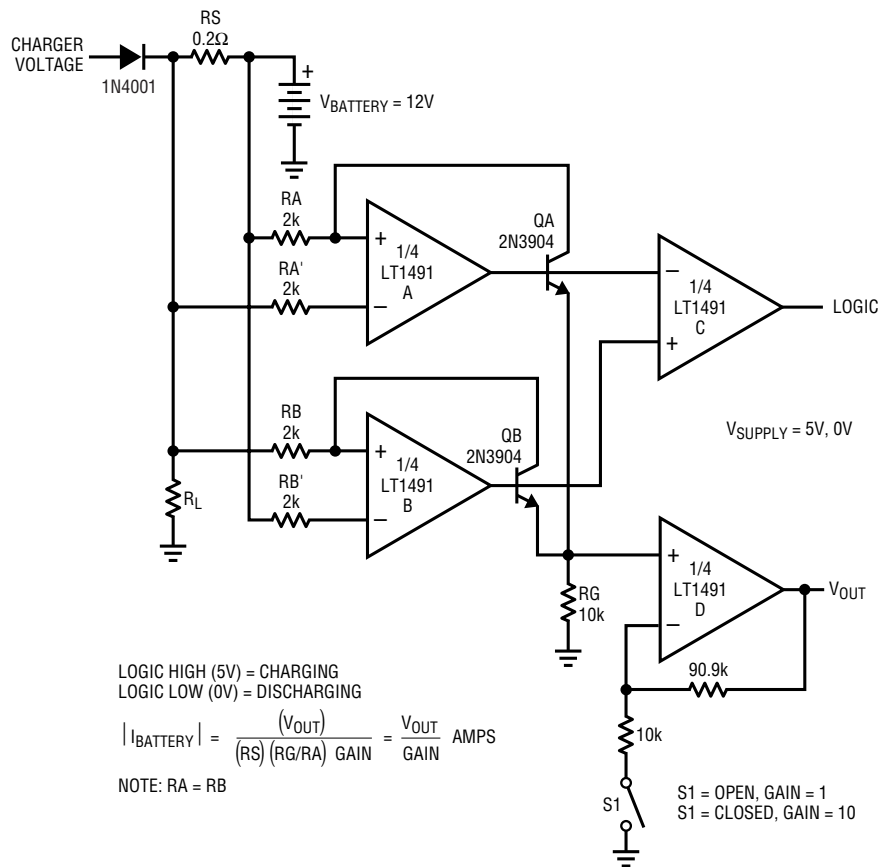 CHARGER
VOLTAGE
1N4001
RS
0.2Ω
+
VBATTERY = 12V
RA
2k
+
RA'
2k
−
1/4
LT1491
A
QA
2N3904
−
1/4
LT1491
C
+
LOGIC
RB
2k
+
RB'
2k
−
1/4
LT1491
B
QB
2N3904
VSUPPLY = 5V, 0V
RL
RG
10k
+
1/4
LT1491
D
−
VOUT
90.9k
10k
S1
S1 = OPEN, GAIN = 1
S1 = CLOSED, GAIN = 10
LOGIC HIGH (5V) = CHARGING
LOGIC LOW (0V) = DISCHARGING
|IBATTERY| = (VOUT) / (RS) (RG/RA) GAIN = VOUT / GAIN AMPS
NOTE: RA = RB